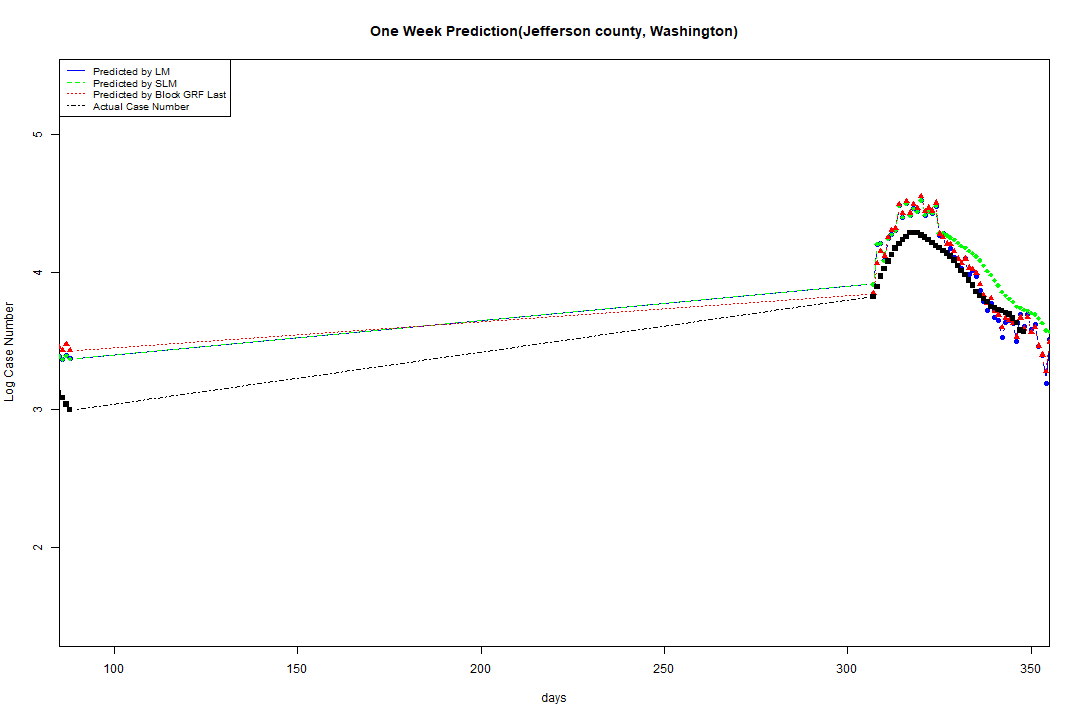 One Week Prediction(Jefferson county, Washington)
Predicted by LM
Predicted by SLM
Predicted by Block GRF Last
Actual Case Number
Log Case Number
5
4
3
2
100 150 200 250 300 350
days